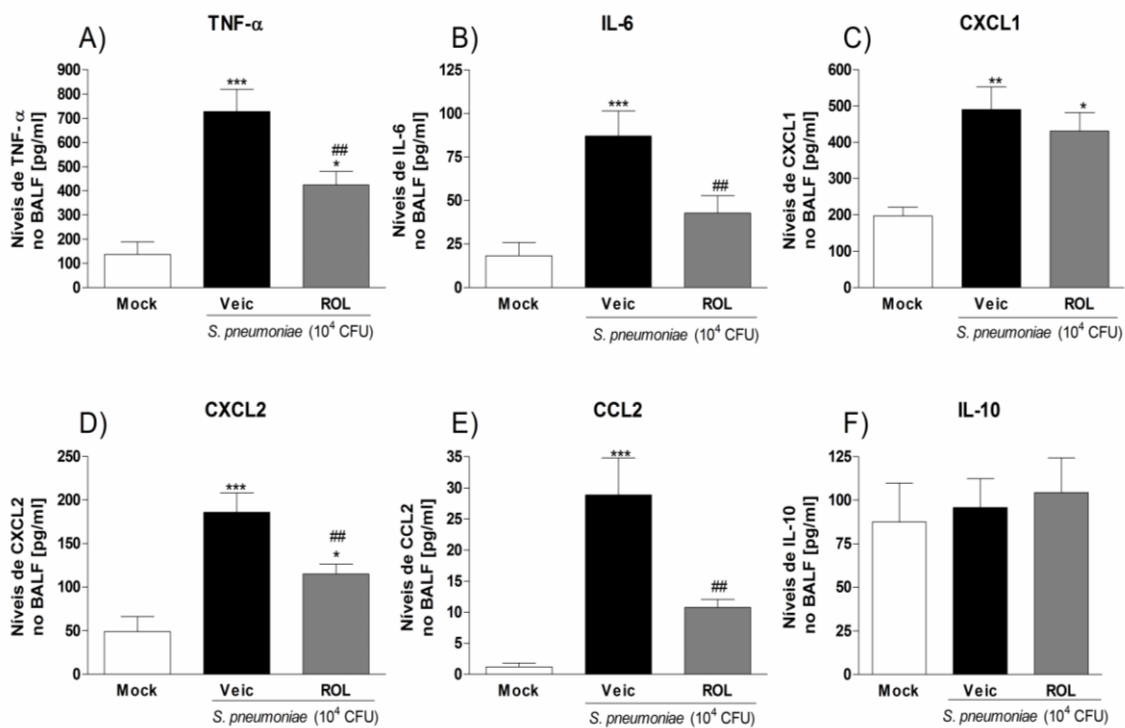 A)
TNF-α
Níveis de TNF-α
no BALF [pg/ml]
900
800
700
600
500
400
300
200
100
0
***
##
*
Mock
Veic
ROL
S. pneumoniae (10⁴ CFU)
B)
IL-6
Níveis de IL-6
no BALF [pg/ml]
125
100
75
50
25
0
***
##
Mock
Veic
ROL
S. pneumoniae (10⁴ CFU)
C)
CXCL1
Níveis de CXCL1
no BALF [pg/ml]
600
500
400
300
200
100
0
**
*
Mock
Veic
ROL
S. pneumoniae (10⁴ CFU)
D)
CXCL2
Níveis de CXCL2
no BALF [pg/ml]
250
200
150
100
50
0
***
##
*
Mock
Veic
ROL
S. pneumoniae (10⁴ CFU)
E)
CCL2
Níveis de CCL2
no BALF [pg/ml]
35
30
25
20
15
10
5
0
***
##
Mock
Veic
ROL
S. pneumoniae (10⁴ CFU)
F)
IL-10
Níveis de IL-10
no BALF [pg/ml]
125
100
75
50
25
0
Mock
Veic
ROL
S. pneumoniae (10⁴ CFU)